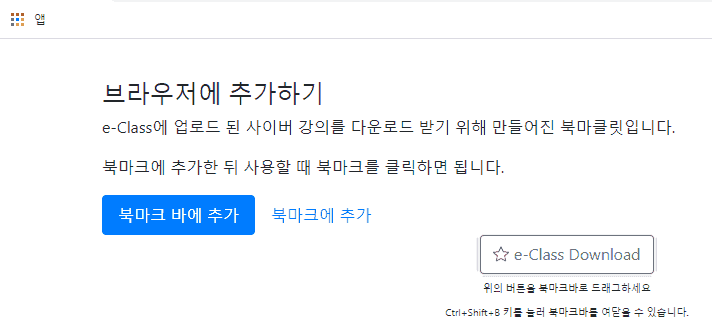 앱
브라우저에 추가하기
e-Class에 업로드 된 사이버 강의를 다운로드 받기 위해 만들어진 북마클릿입니다.
북마크에 추가한 뒤 사용할 때 북마크를 클릭하면 됩니다.
북마크 바에 추가 북마크에 추가
e-Class Download
위의 버튼을 북마크바로 드래그하세요
Ctrl+Shift+8 키를 눌러 북마크바를 여닫을 수 있습니다.